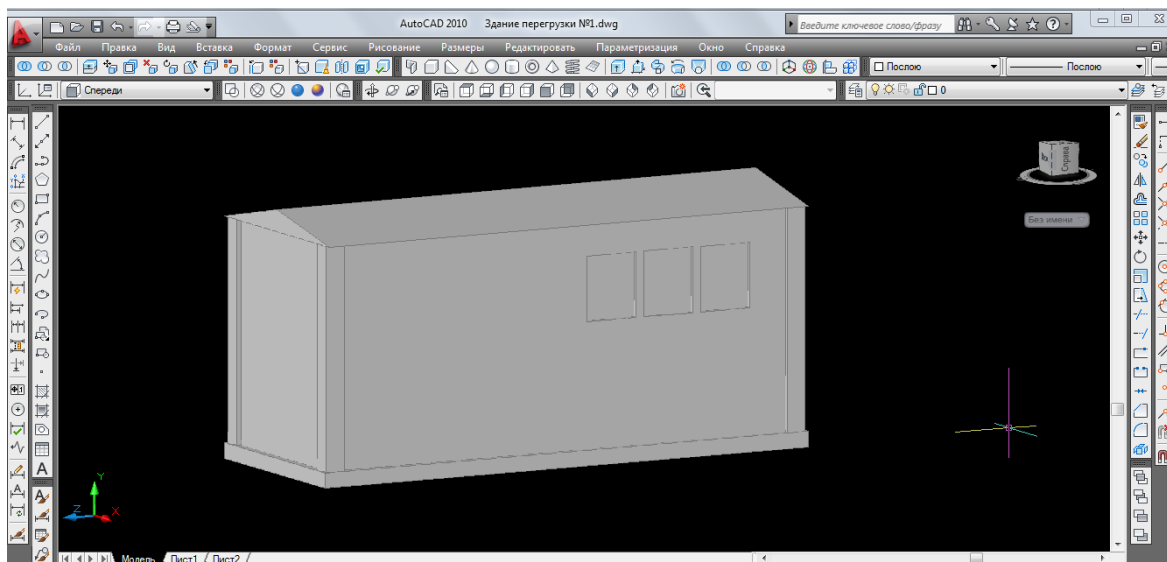 AutoCAD 2010 Здание перегрузки №1.dwg Введите ключевое слово/фразу
Файл Правка Вид Вставка Формат Сервис Рисование Размеры Редактировать Параметризация Окно Справка
Послою Послою
Спереди 0
Справа
Без имени
Y
Z X
Модель Лист1 Лист2